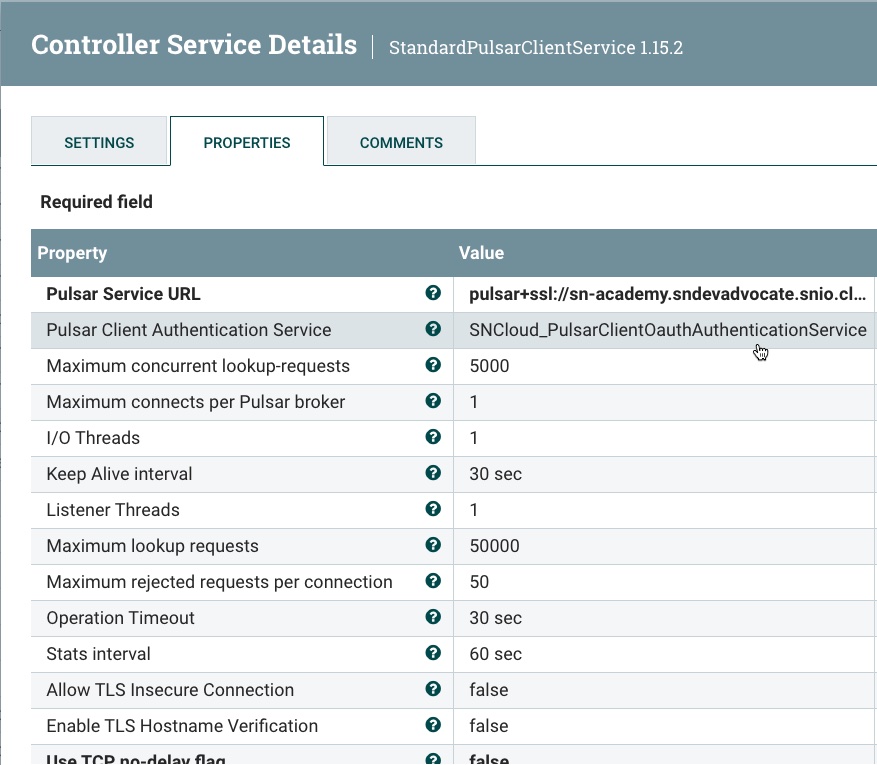 Controller Service Details | StandardPulsarClientService 1.15.2
SETTINGS PROPERTIES COMMENTS
Required field
Property Value
Pulsar Service URL ? pulsar+ssl://sn-academy.sndevadvocate.snio.cl...
Pulsar Client Authentication Service ? SNCloud_PulsarClientOauthAuthenticationService
Maximum concurrent lookup-requests ? 5000
Maximum connects per Pulsar broker ? 1
I/O Threads ? 1
Keep Alive interval ? 30 sec
Listener Threads ? 1
Maximum lookup requests ? 50000
Maximum rejected requests per connection ? 50
Operation Timeout ? 30 sec
Stats interval ? 60 sec
Allow TLS Insecure Connection ? false
Enable TLS Hostname Verification ? false
Use TCP no-delay flag ? false